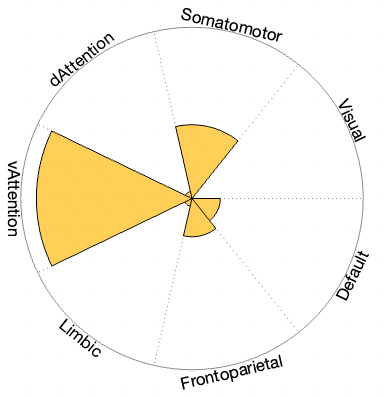 Somatomotor
dAttention
Visual
vAttention
Default
Limbic
Frontoparietal